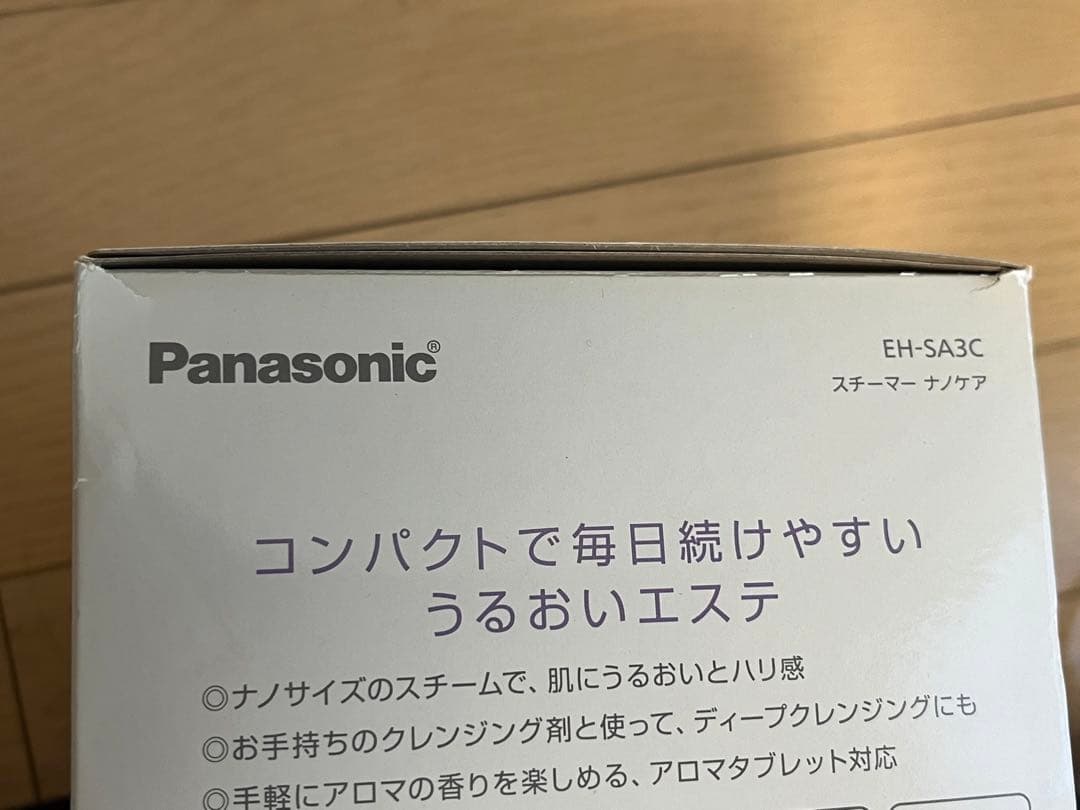 Panasonic®
EH-SA3C
スチーマー ナノケア
コンパクトで毎日続けやすい
うるおいエステ
◎ナノサイズのスチームで、肌にうるおいとハリ感
◎お手持ちのクレンジング剤と使って、ディープクレンジングにも
◎手軽にアロマの香りを楽しめる、アロマタブレット対応